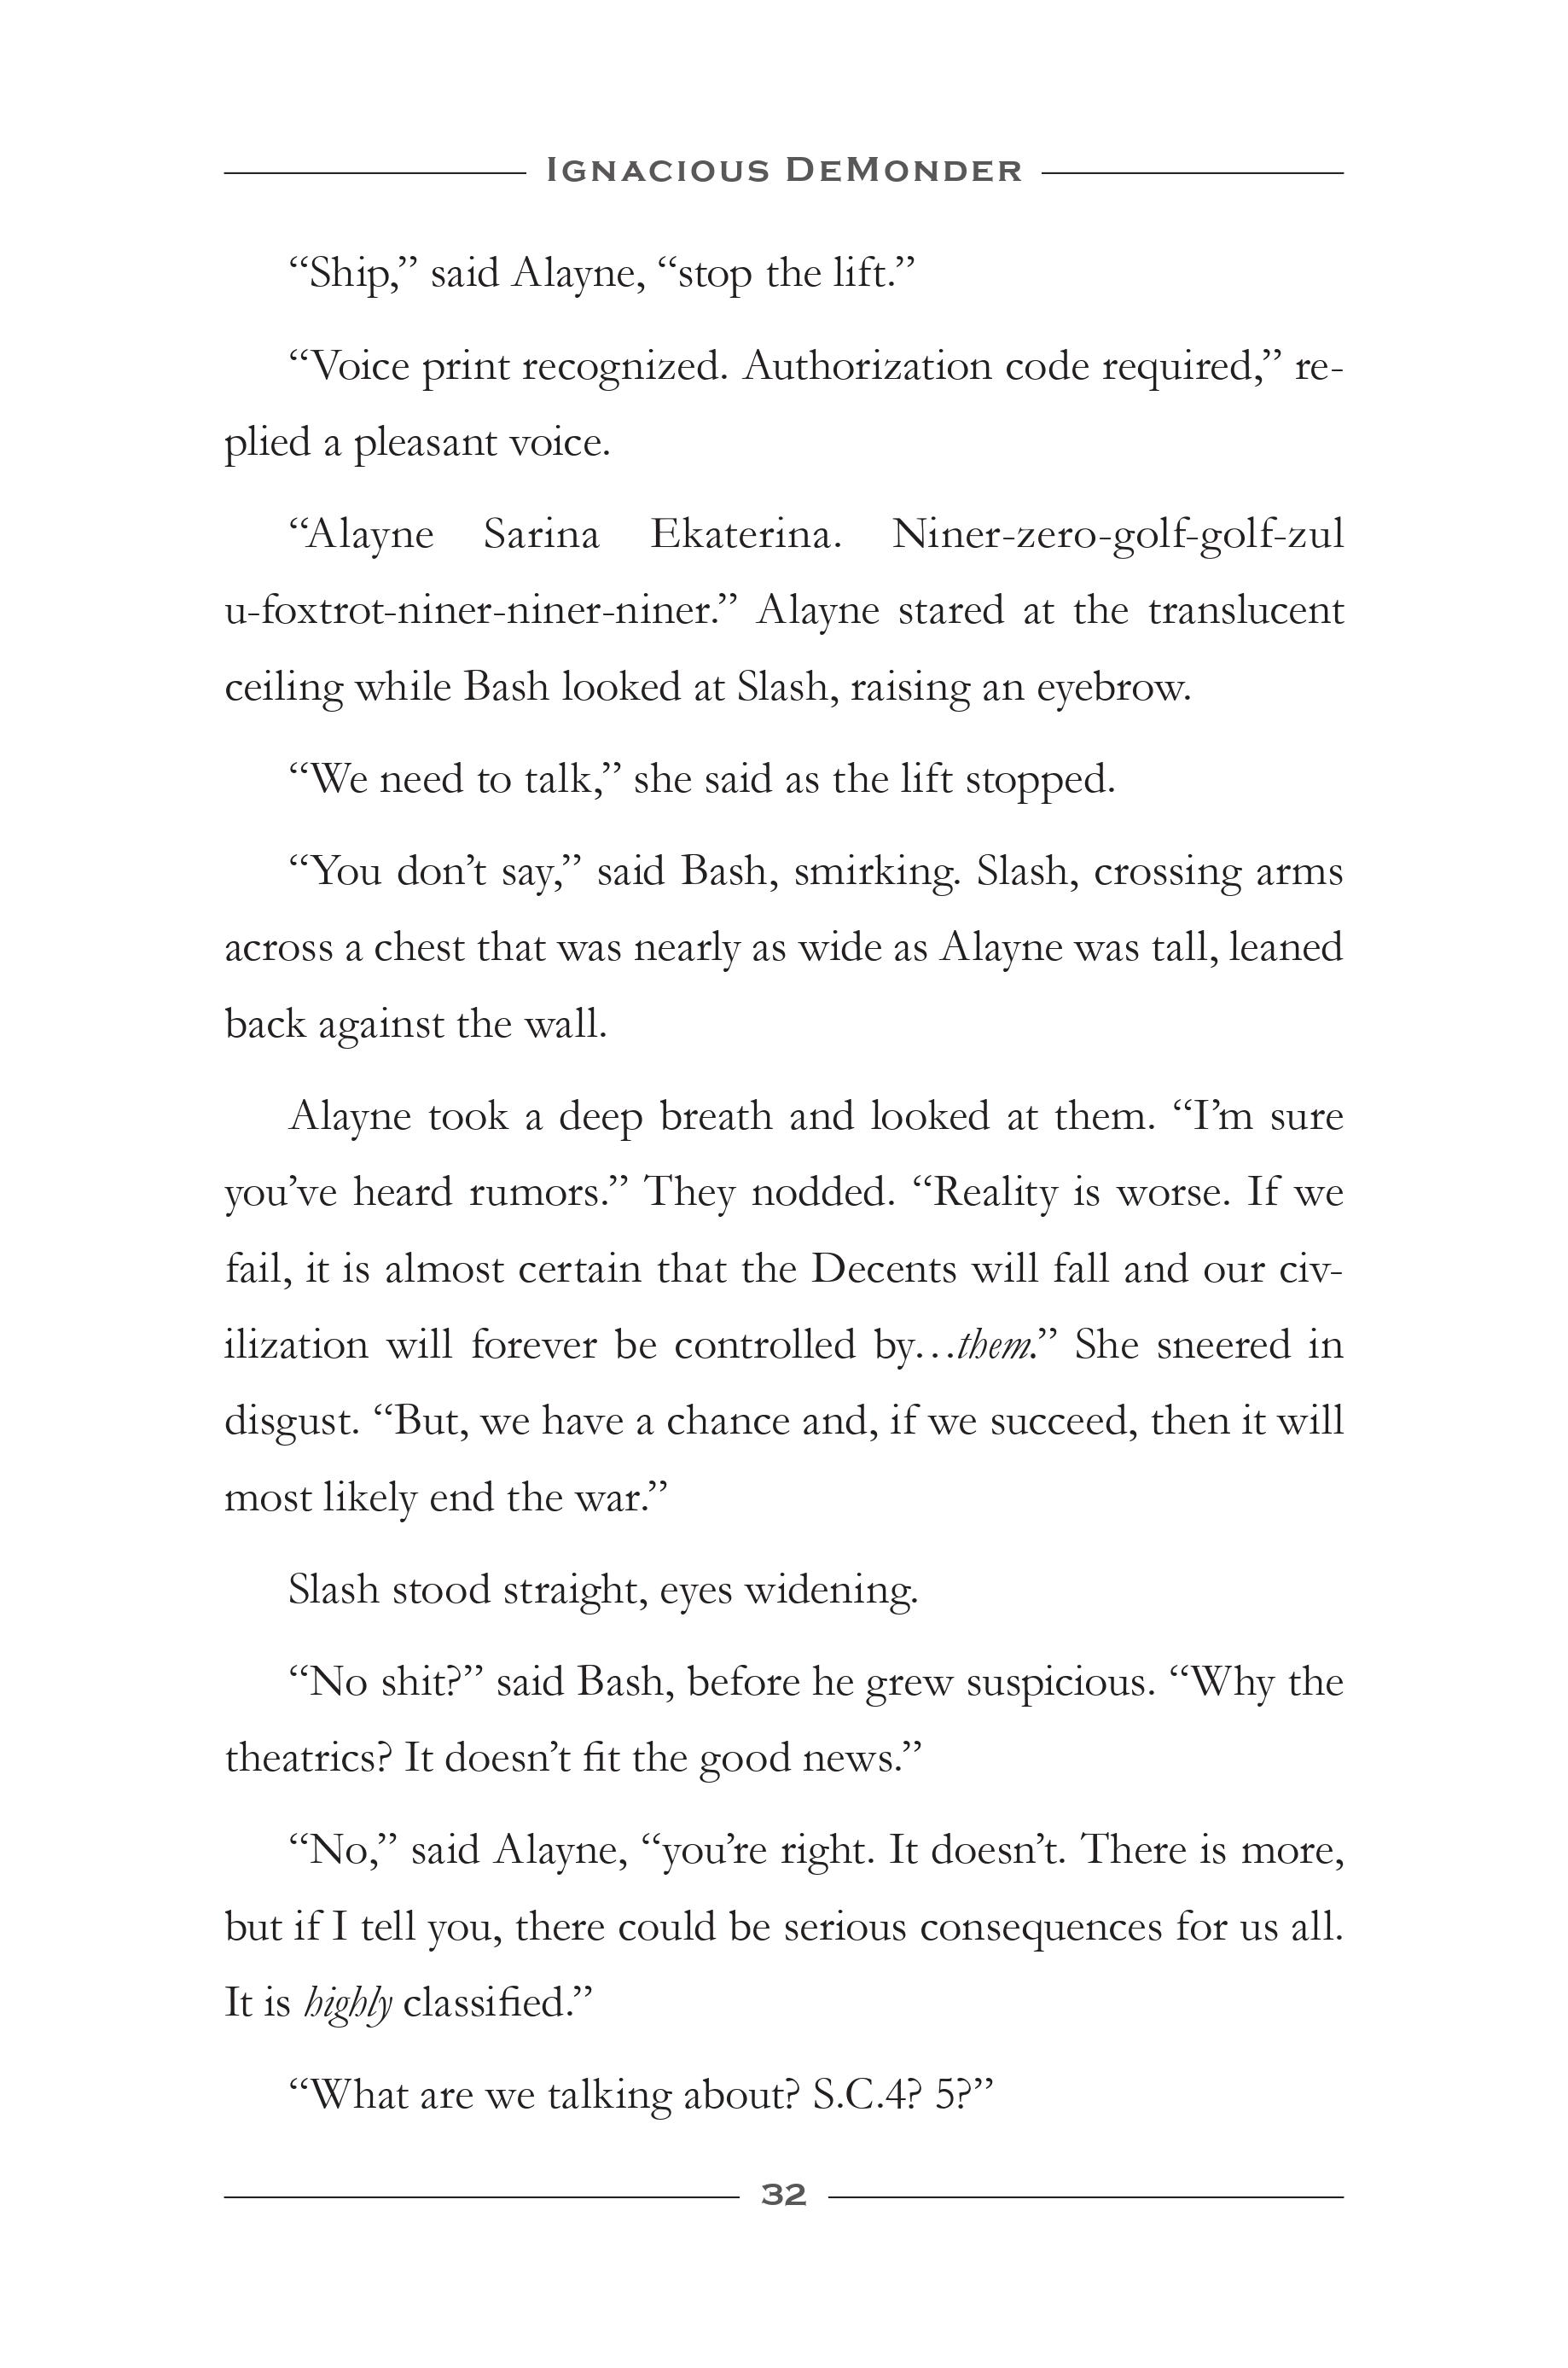 Ignacious DeMonder
“Ship,” said Alayne, “stop the lift.”
“Voice print recognized. Authorization code required,” re-
plied a pleasant voice.
“Alayne Sarina Ekaterina. Niner-zero-golf-golf-zul
u-foxtrot-niner-niner-niner.” Alayne stared at the translucent
ceiling while Bash looked at Slash, raising an eyebrow.
“We need to talk,” she said as the lift stopped.
“You don’t say,” said Bash, smirking. Slash, crossing arms
across a chest that was nearly as wide as Alayne was tall, leaned
back against the wall.
Alayne took a deep breath and looked at them. “I’m sure
you’ve heard rumors.” They nodded. “Reality is worse. If we
fail, it is almost certain that the Decents will fall and our civ-
ilization will forever be controlled by…them.” She sneered in
disgust. “But, we have a chance and, if we succeed, then it will
most likely end the war.”
Slash stood straight, eyes widening.
“No shit?” said Bash, before he grew suspicious. “Why the
theatrics? It doesn’t fit the good news.”
“No,” said Alayne, “you’re right. It doesn’t. There is more,
but if I tell you, there could be serious consequences for us all.
It is highly classified.”
“What are we talking about? S.C.4? 5?”
32